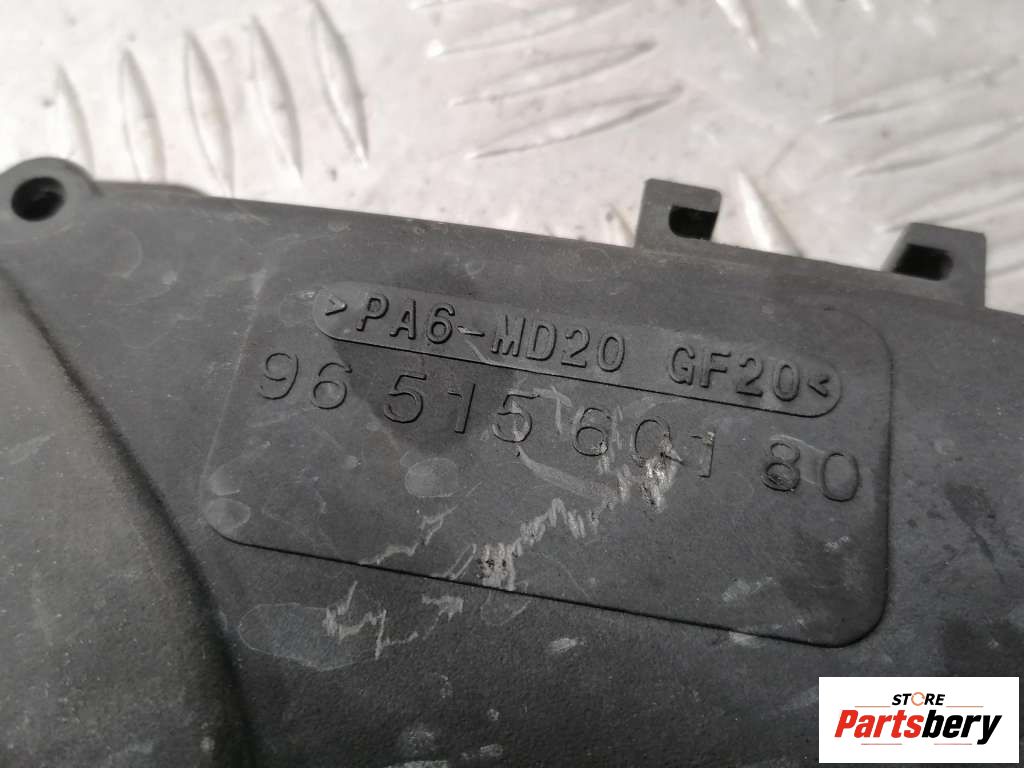 >PA6-MD20 GF20<
96 515 601 80
STORE
Partsbery